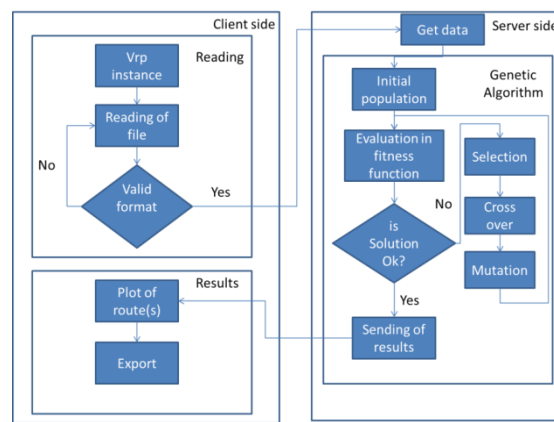 Client side
Reading
Vrp
instance
Reading of
file
No
Valid
format
Yes
Results
Plot of
route(s)
Export
Server side
Get data
Genetic
Algorithm
Initial
population
Evaluation in
fitness
function
No
is
Solution
Ok?
Yes
Selection
Cross
over
Mutation
Sending of
results